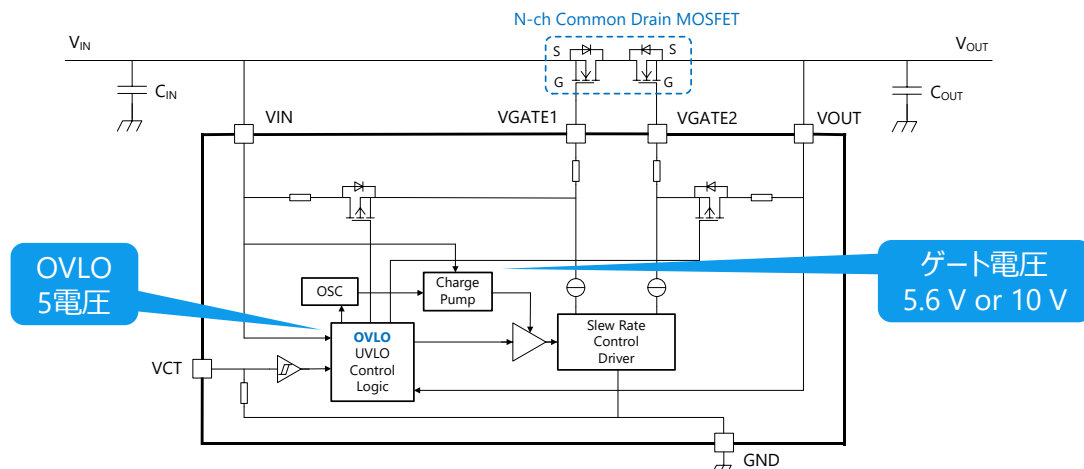 N-ch Common Drain MOSFET
VIN
S
S
VOUT
G
G
CIN
COUT
VIN
VGATE1
VGATE2
VOUT
OVLO
5電圧
ゲート電圧
5.6 V or 10 V
OSC
Charge
Pump
OVLO
UVLO
Control
Logic
Slew Rate
Control
Driver
VCT
GND